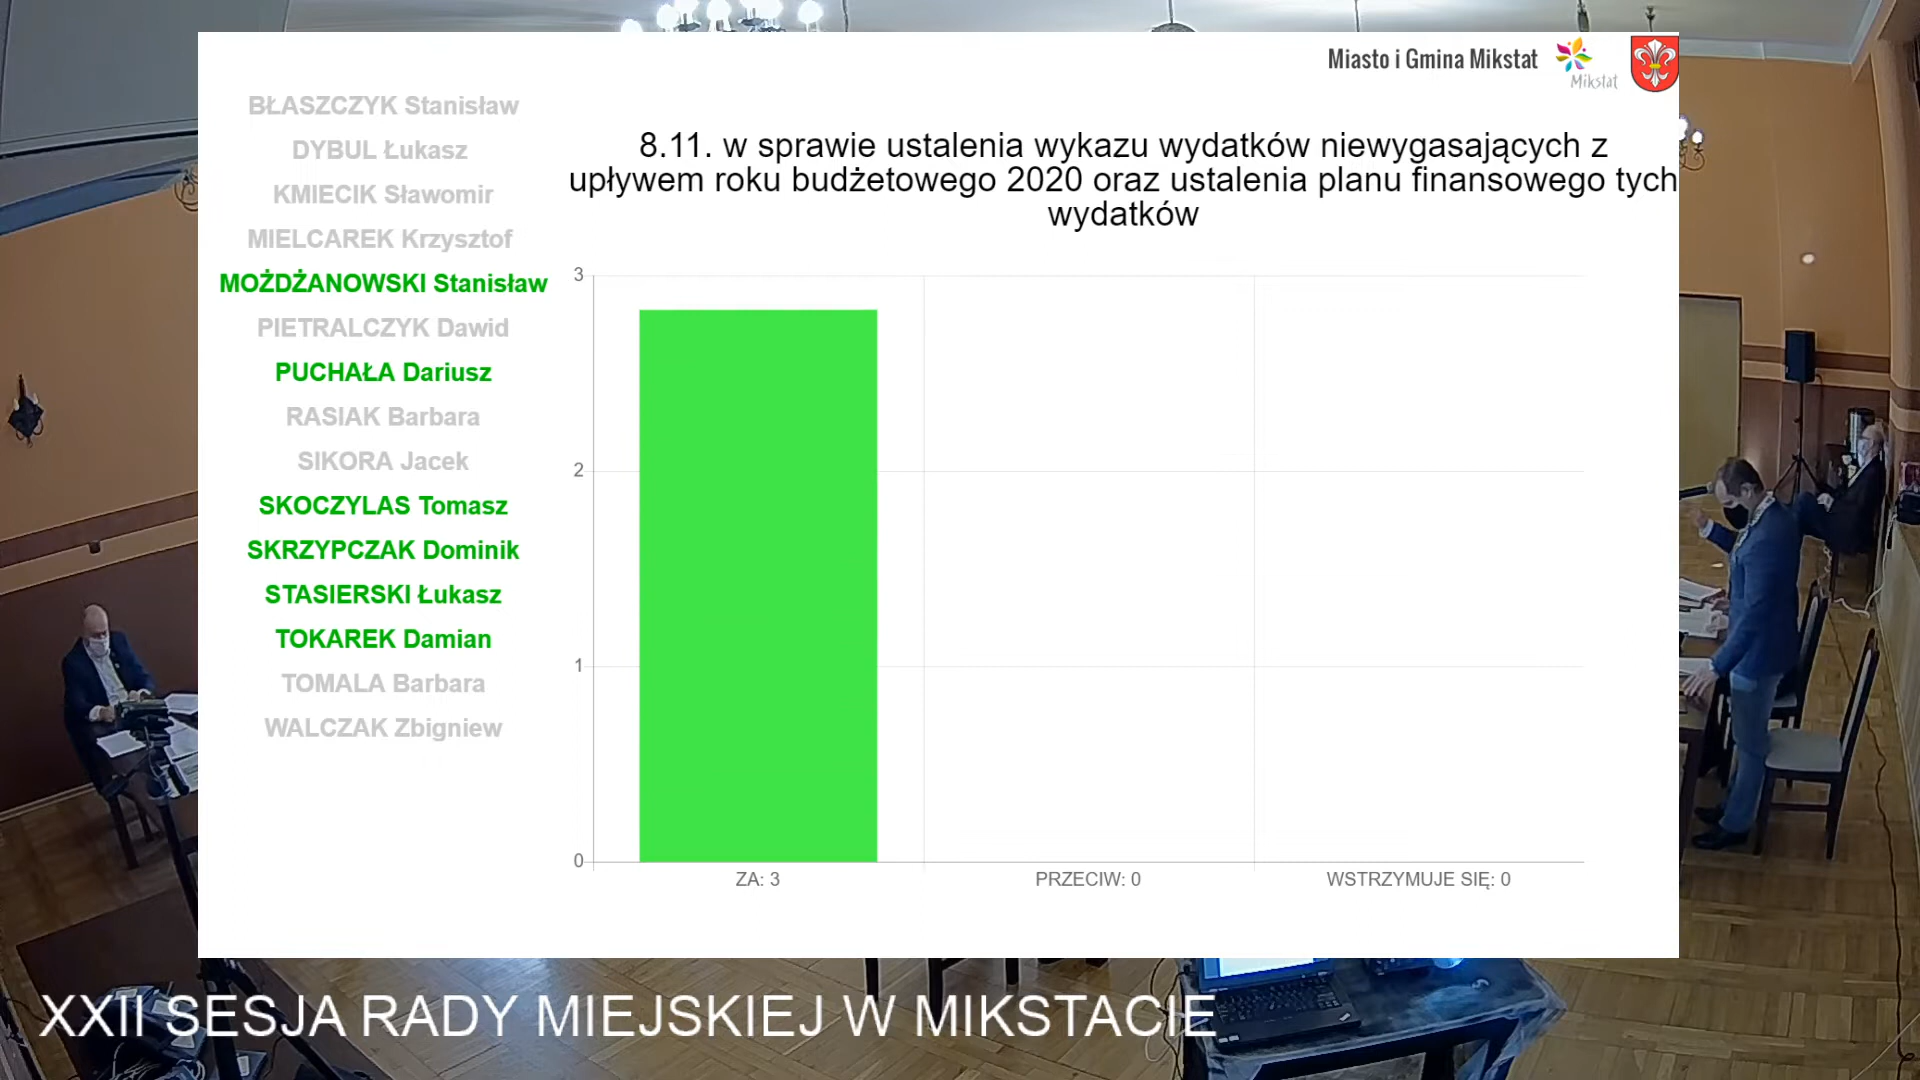 Miasto i Gmina Mikstat
Mikstat
BŁASZCZYK Stanisław
DYBUL Łukasz
KMIECIK Sławomir
MIELCAREK Krzysztof
MOŻDŻANOWSKI Stanisław
PIETRALCZYK Dawid
PUCHAŁA Dariusz
RASIAK Barbara
SIKORA Jacek
SKOCZYLAS Tomasz
SKRZYPCZAK Dominik
STASIERSKI Łukasz
TOKAREK Damian
TOMALA Barbara
WALCZAK Zbigniew
8.11. w sprawie ustalenia wykazu wydatków niewygasających z
upływem roku budżetowego 2020 oraz ustalenia planu finansowego tych
wydatków
3
2
1
0
ZA: 3
PRZECIW: 0
WSTRZYMUJE SIĘ: 0
XXII SESJA RADY MIEJSKIEJ W MIKSTACIE